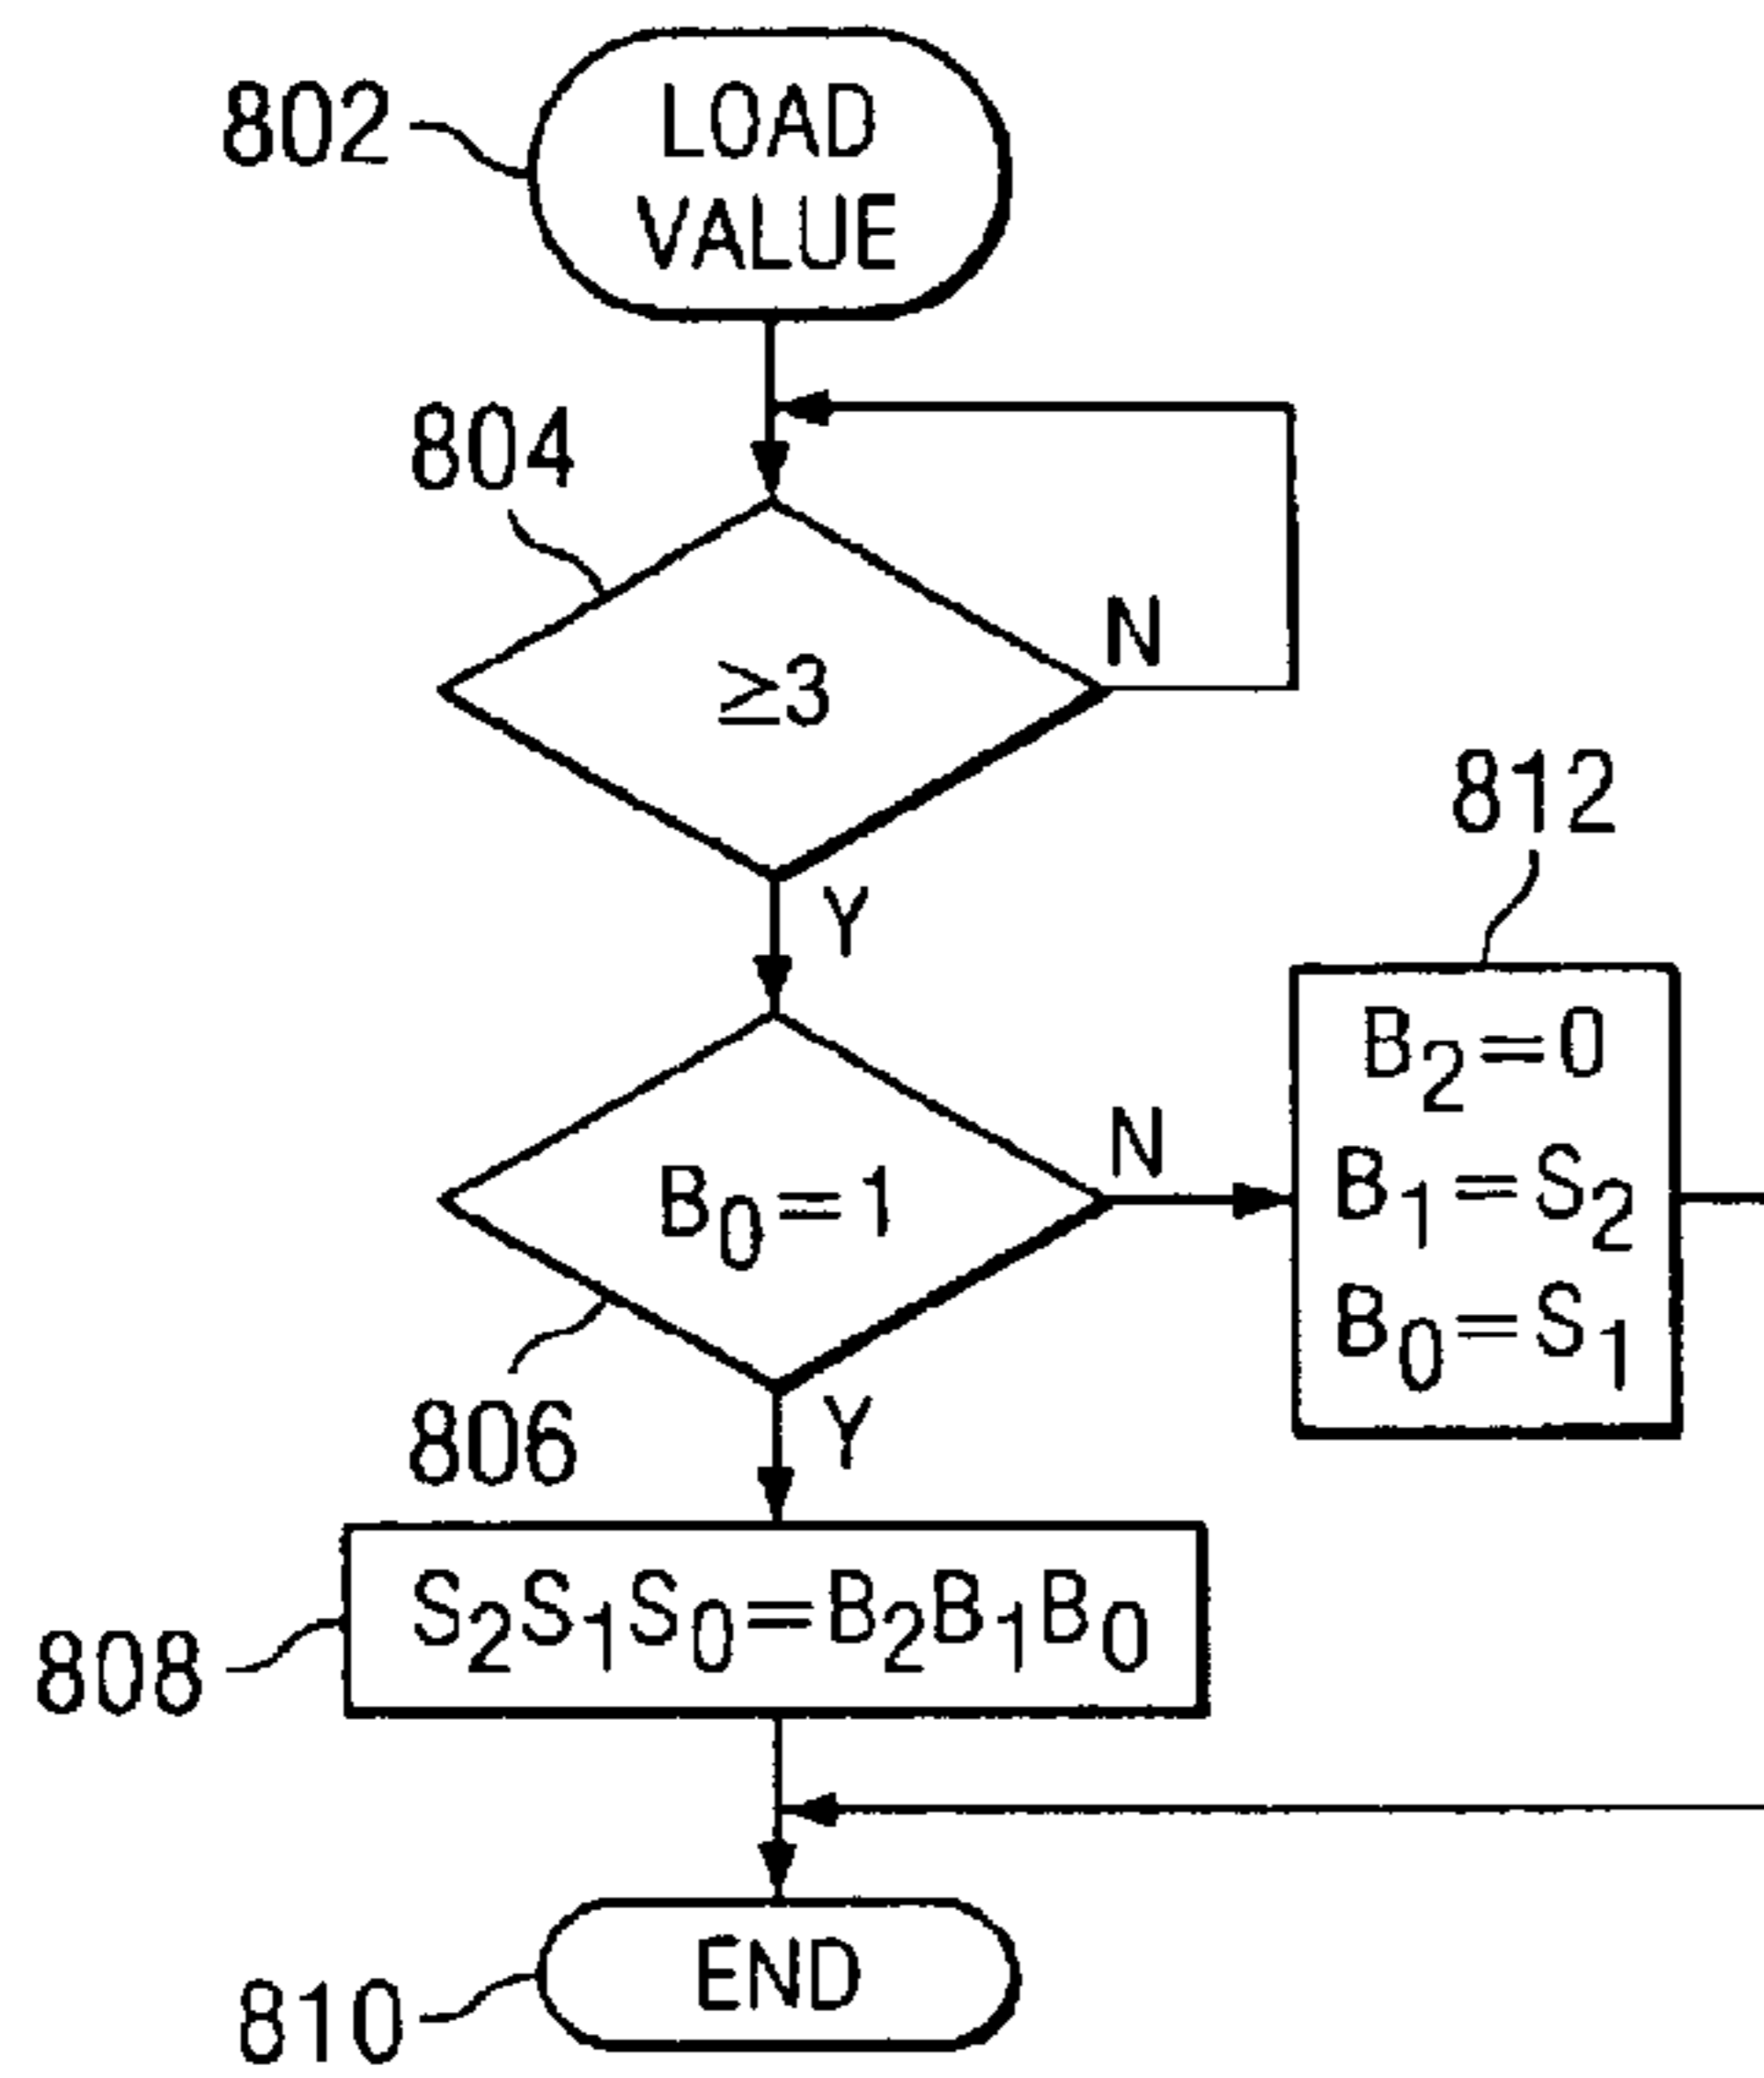 802
LOAD
VALUE
804
≥3
N
Y
812
B₂=0
B₁=S₂
B₀=S₁
B₀=1
N
806
Y
S₂S₁S₀=B₂B₁B₀
808
END
810